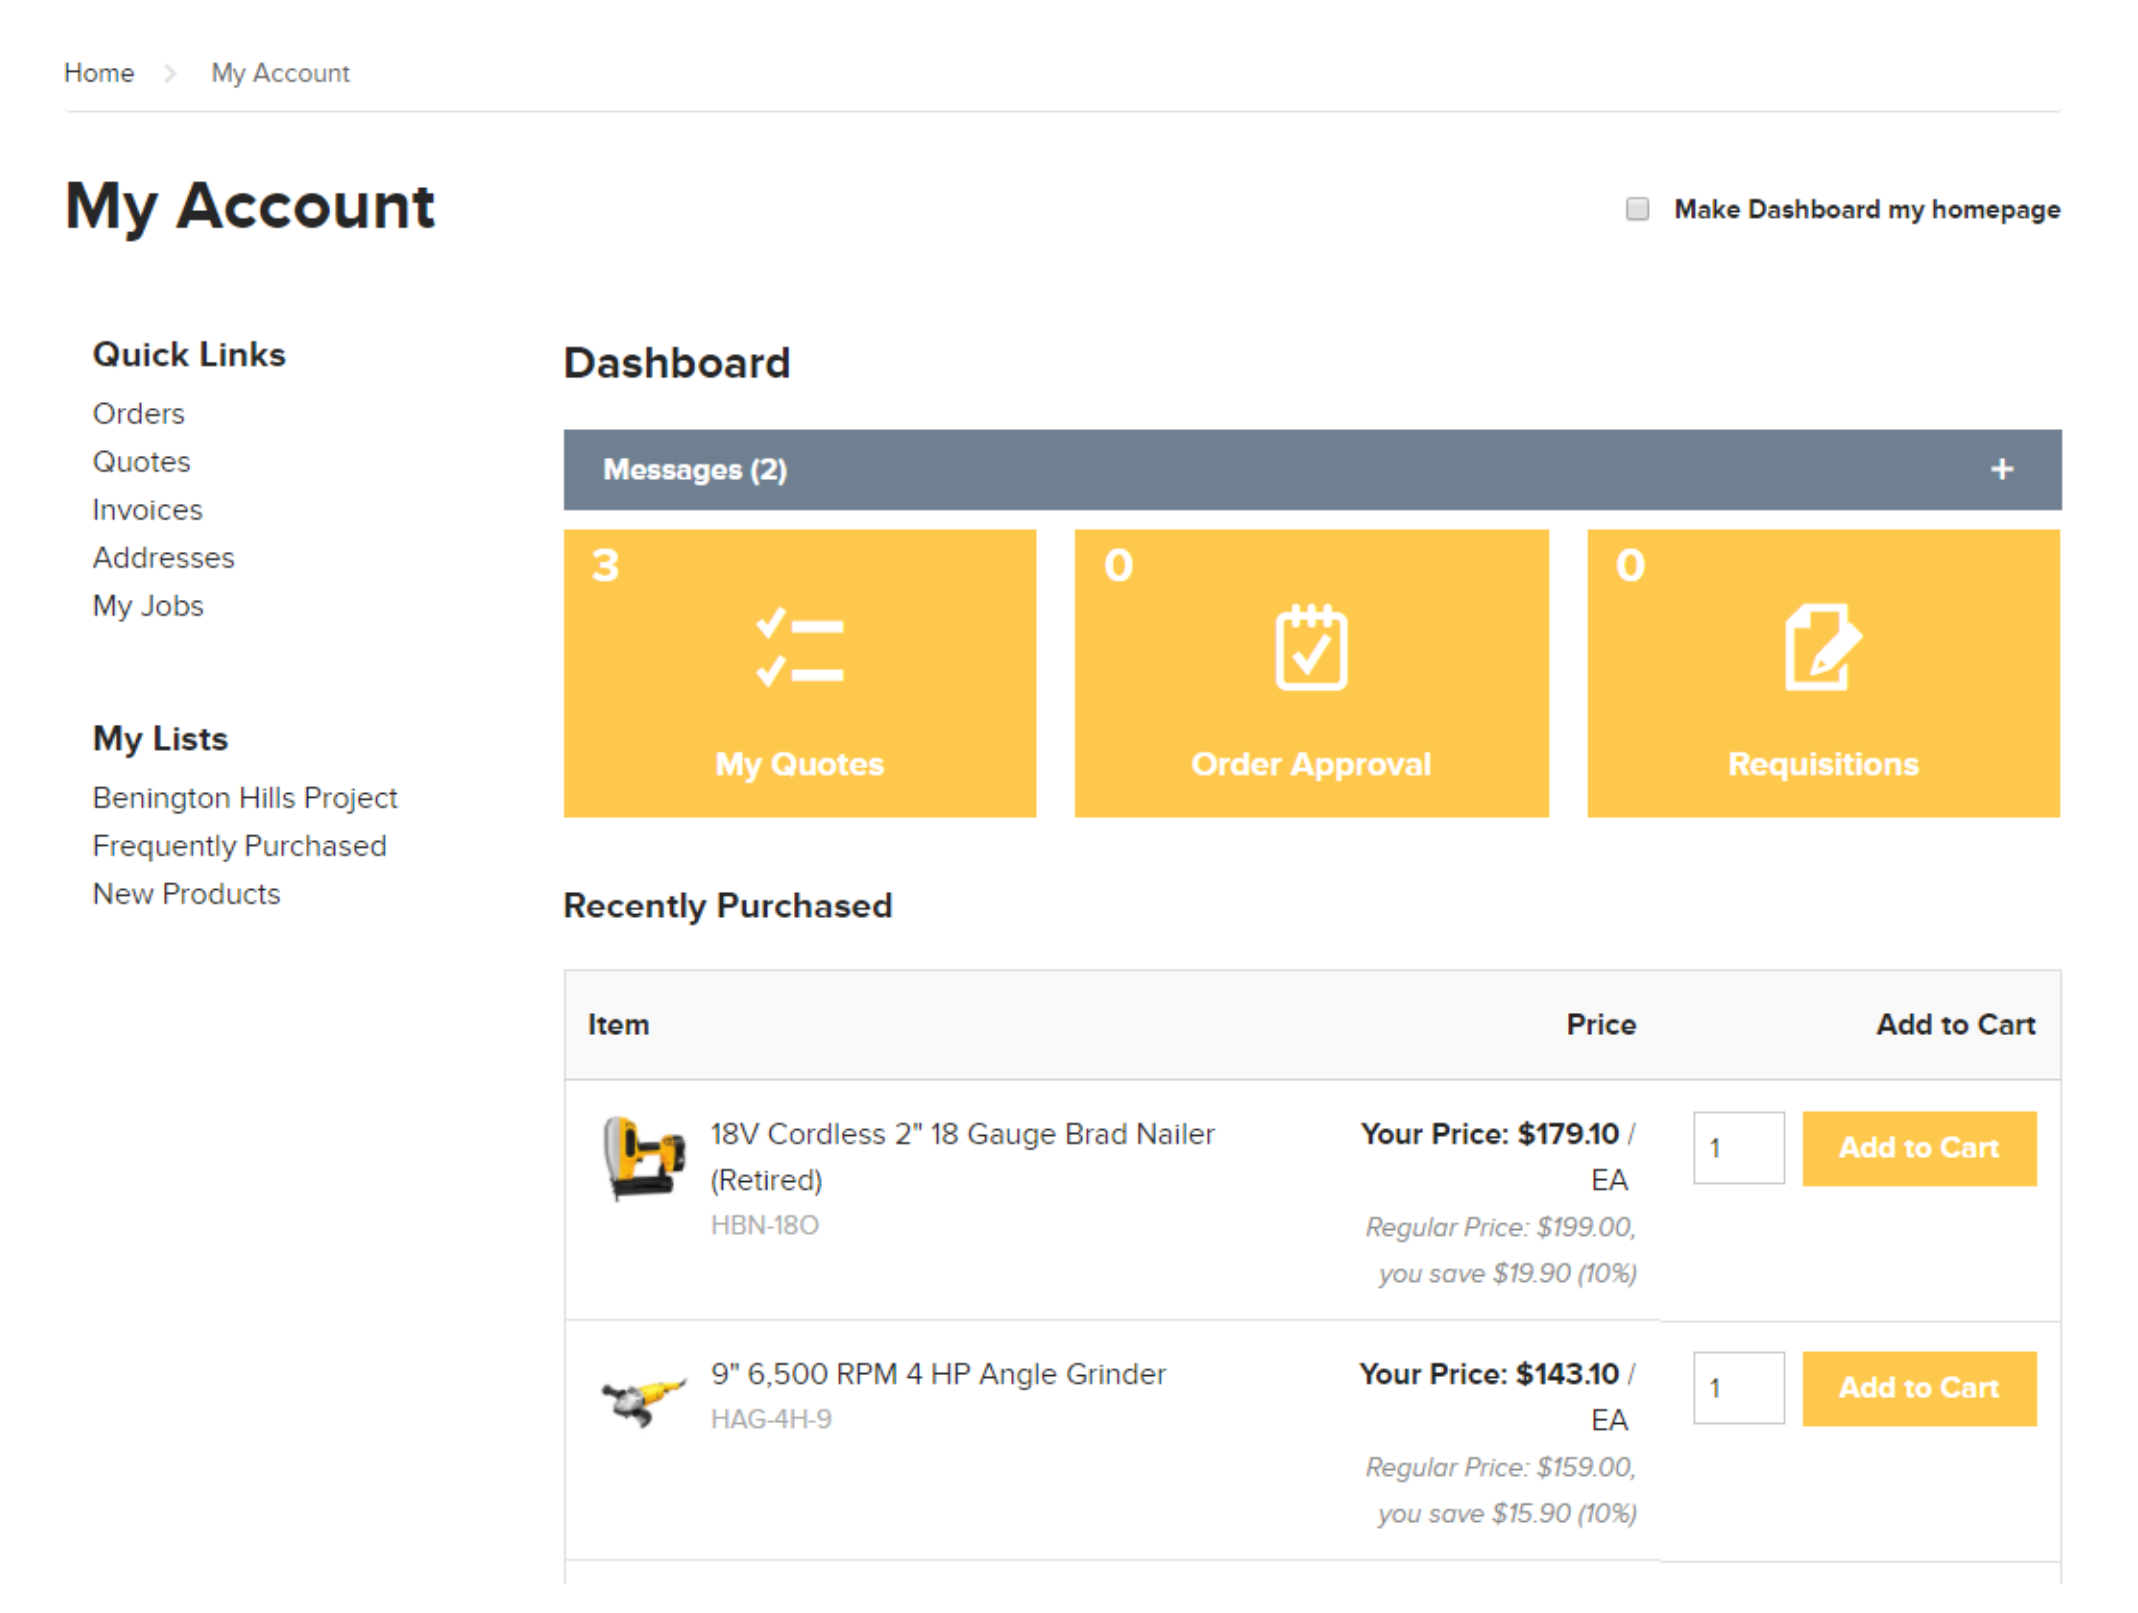 Home > My Account
My Account
Make Dashboard my homepage
Quick Links
Orders
Quotes
Invoices
Addresses
My Jobs
My Lists
Benington Hills Project
Frequently Purchased
New Products
Dashboard
Messages (2) +
3
My Quotes
0
Order Approval
0
Requisitions
Recently Purchased
Item Price Add to Cart
18V Cordless 2" 18 Gauge Brad Nailer
(Retired)
HBN-18O
Your Price: $179.10 /
EA
Regular Price: $199.00,
you save $19.90 (10%)
1
Add to Cart
9" 6,500 RPM 4 HP Angle Grinder
HAG-4H-9
Your Price: $143.10 /
EA
Regular Price: $159.00,
you save $15.90 (10%)
1
Add to Cart